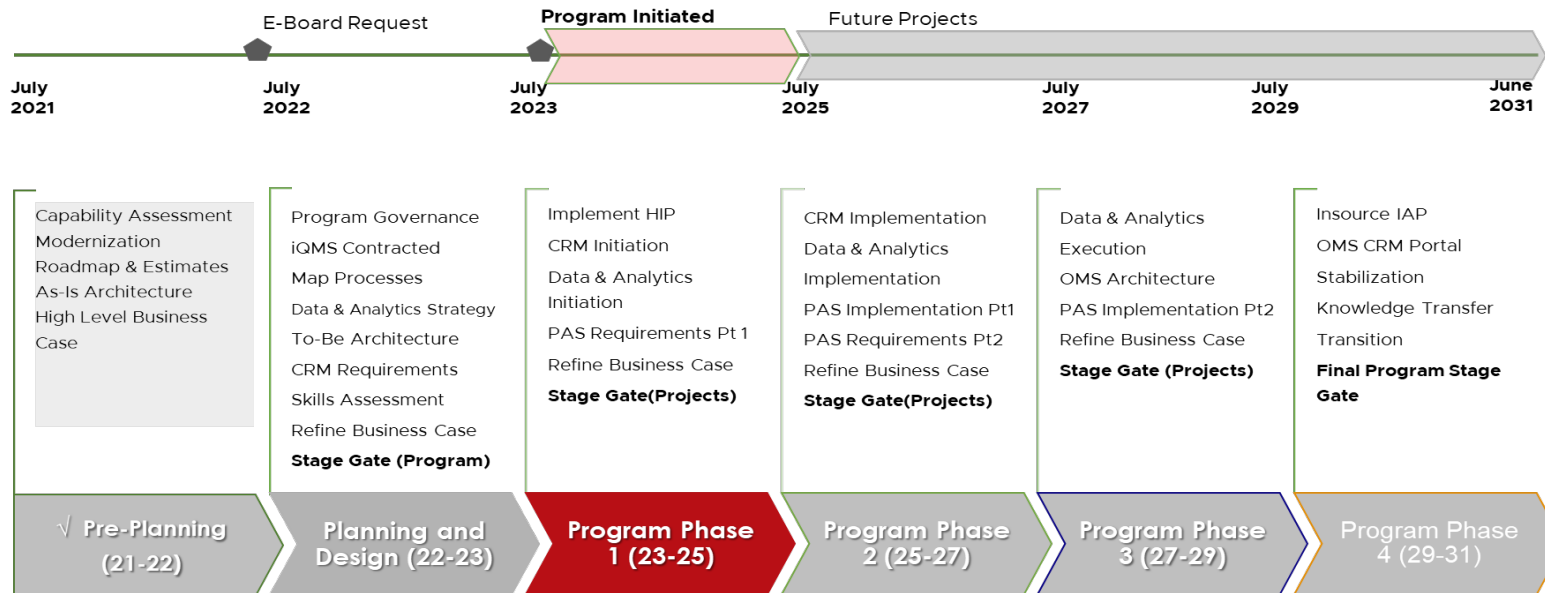 E-Board Request
Program Initiated
Future Projects
July
2021
July
2022
July
2023
July
2025
July
2027
July
2029
June
2031
Capability Assessment
Modernization
Roadmap & Estimates
As-Is Architecture
High Level Business
Case
Program Governance
iQMS Contracted
Map Processes
Data & Analytics Strategy
To-Be Architecture
CRM Requirements
Skills Assessment
Refine Business Case
Stage Gate (Program)
Implement HIP
CRM Initiation
Data & Analytics
Initiation
PAS Requirements Pt 1
Refine Business Case
Stage Gate(Projects)
CRM Implementation
Data & Analytics
Implementation
PAS Implementation Pt1
PAS Requirements Pt2
Refine Business Case
Stage Gate(Projects)
Data & Analytics
Execution
OMS Architecture
PAS Implementation Pt2
Refine Business Case
Stage Gate (Projects)
Insource IAP
OMS CRM Portal
Stabilization
Knowledge Transfer
Transition
Final Program Stage
Gate
√ Pre-Planning
(21-22)
Planning and
Design (22-23)
Program Phase
1 (23-25)
Program Phase
2 (25-27)
Program Phase
3 (27-29)
Program Phase
4 (29-31)